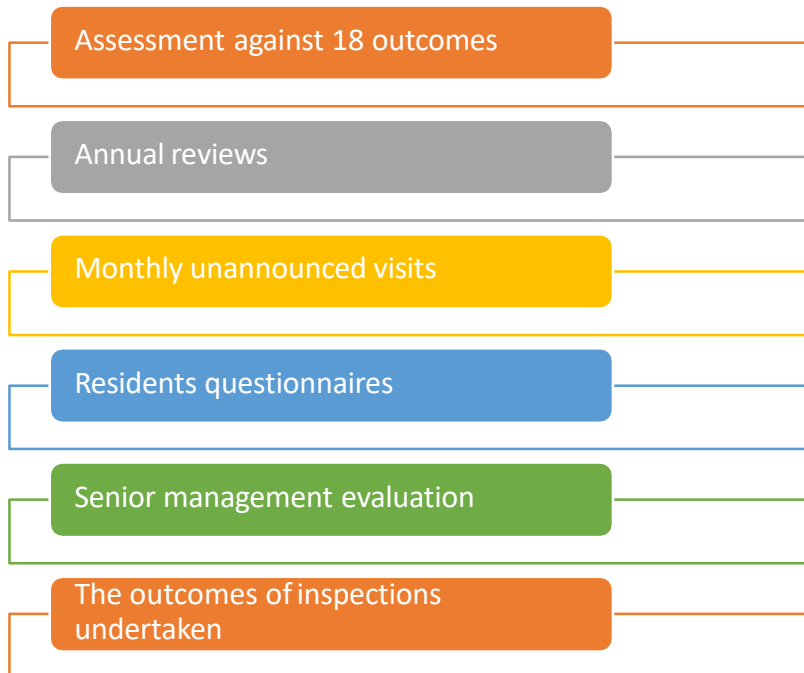 Assessment against 18 outcomes
Annual reviews
Monthly unannounced visits
Residents questionnaires
Senior management evaluation
The outcomes of inspections
undertaken